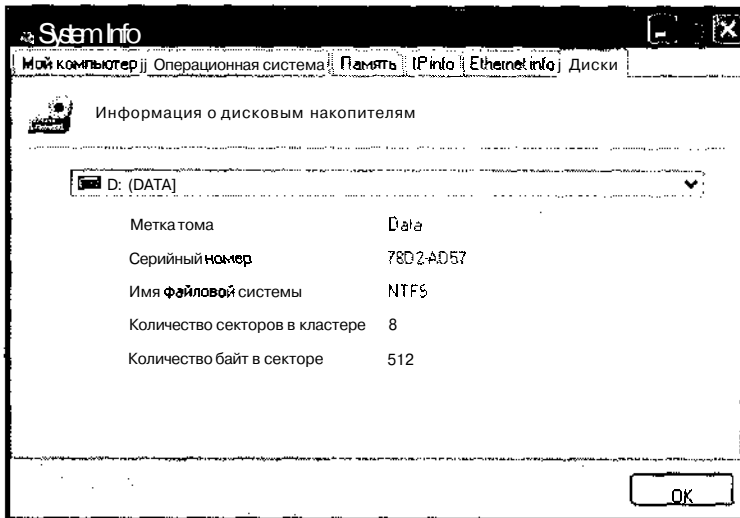 System Info
Мой компьютер Операционная система Память IP info Ethernet info Диски
Информация о дисковым накопителям
D: (DATA]
Метка тома Data
Серийный номер 78D2-AD57
Имя файловой системы NTFS
Количество секторов в кластере 8
Количество байт в секторе 512
OK